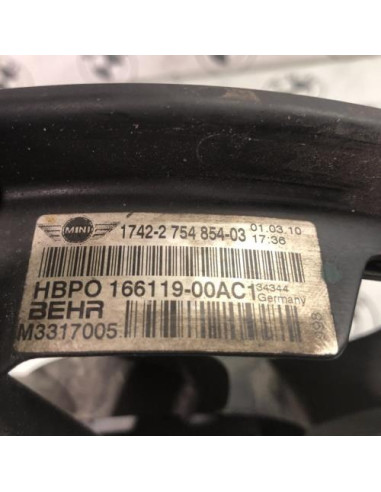 MINI 1742-2 754 854-03 01.03.10
17:36
HBPO 166119-00AC1 34344
Germany
BEHR
M3317005